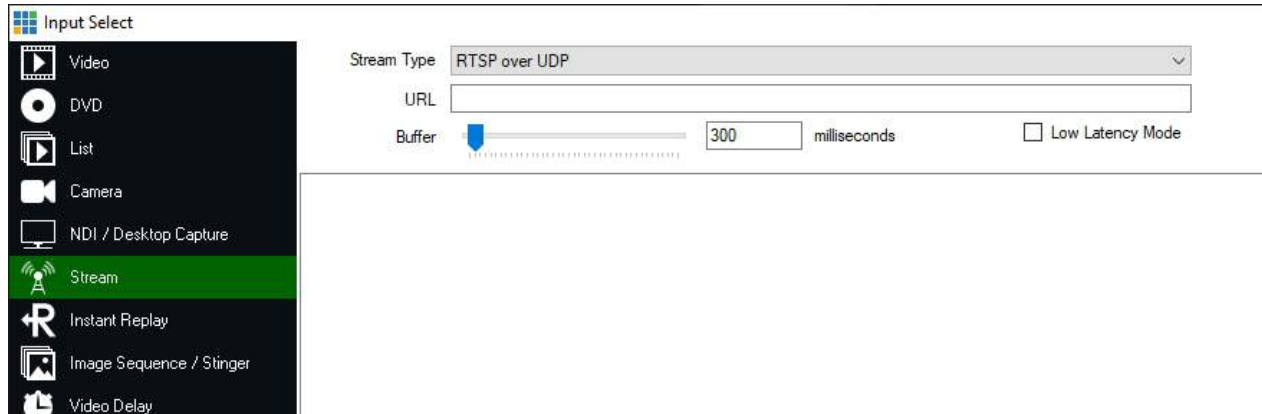 Input Select
Video
DVD
List
Camera
NDI / Desktop Capture
Stream
Instant Replay
Image Sequence / Stinger
Video Delay
Stream Type RTSP over UDP
URL
Buffer 300 milliseconds Low Latency Mode